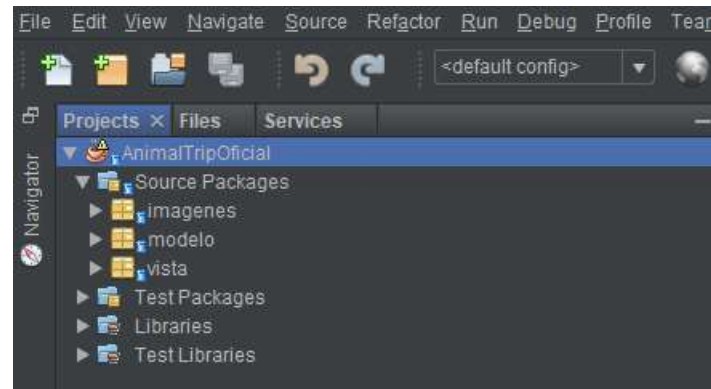 File Edit View Navigate Source Refactor Run Debug Profile
<default config>
Projects Files Services
Navigator
AnimalTripOficial
Source Packages
imagenes
modelo
vista
Test Packages
Libraries
Test Libraries